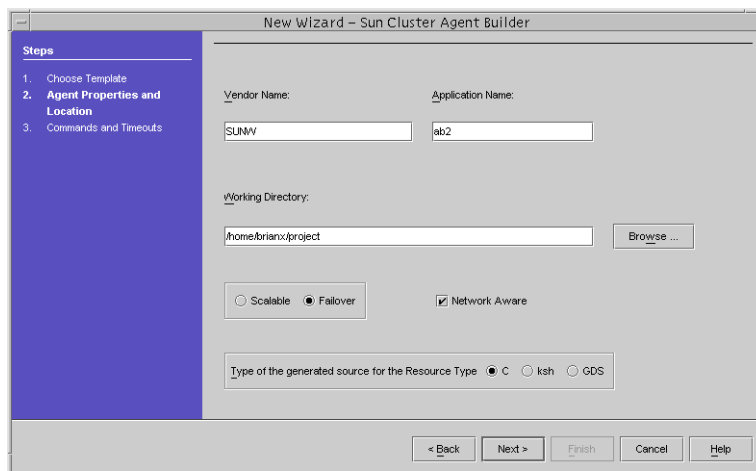 New Wizard – Sun Cluster Agent Builder
Steps
1. Choose Template
2. Agent Properties and
Location
3. Commands and Timeouts
Vendor Name: Application Name:
SUNW ab2
Working Directory:
/home/brianx/project Browse ...
Scalable Failover Network Aware
Type of the generated source for the Resource Type C ksh GDS
< Back Next > Finish Cancel Help